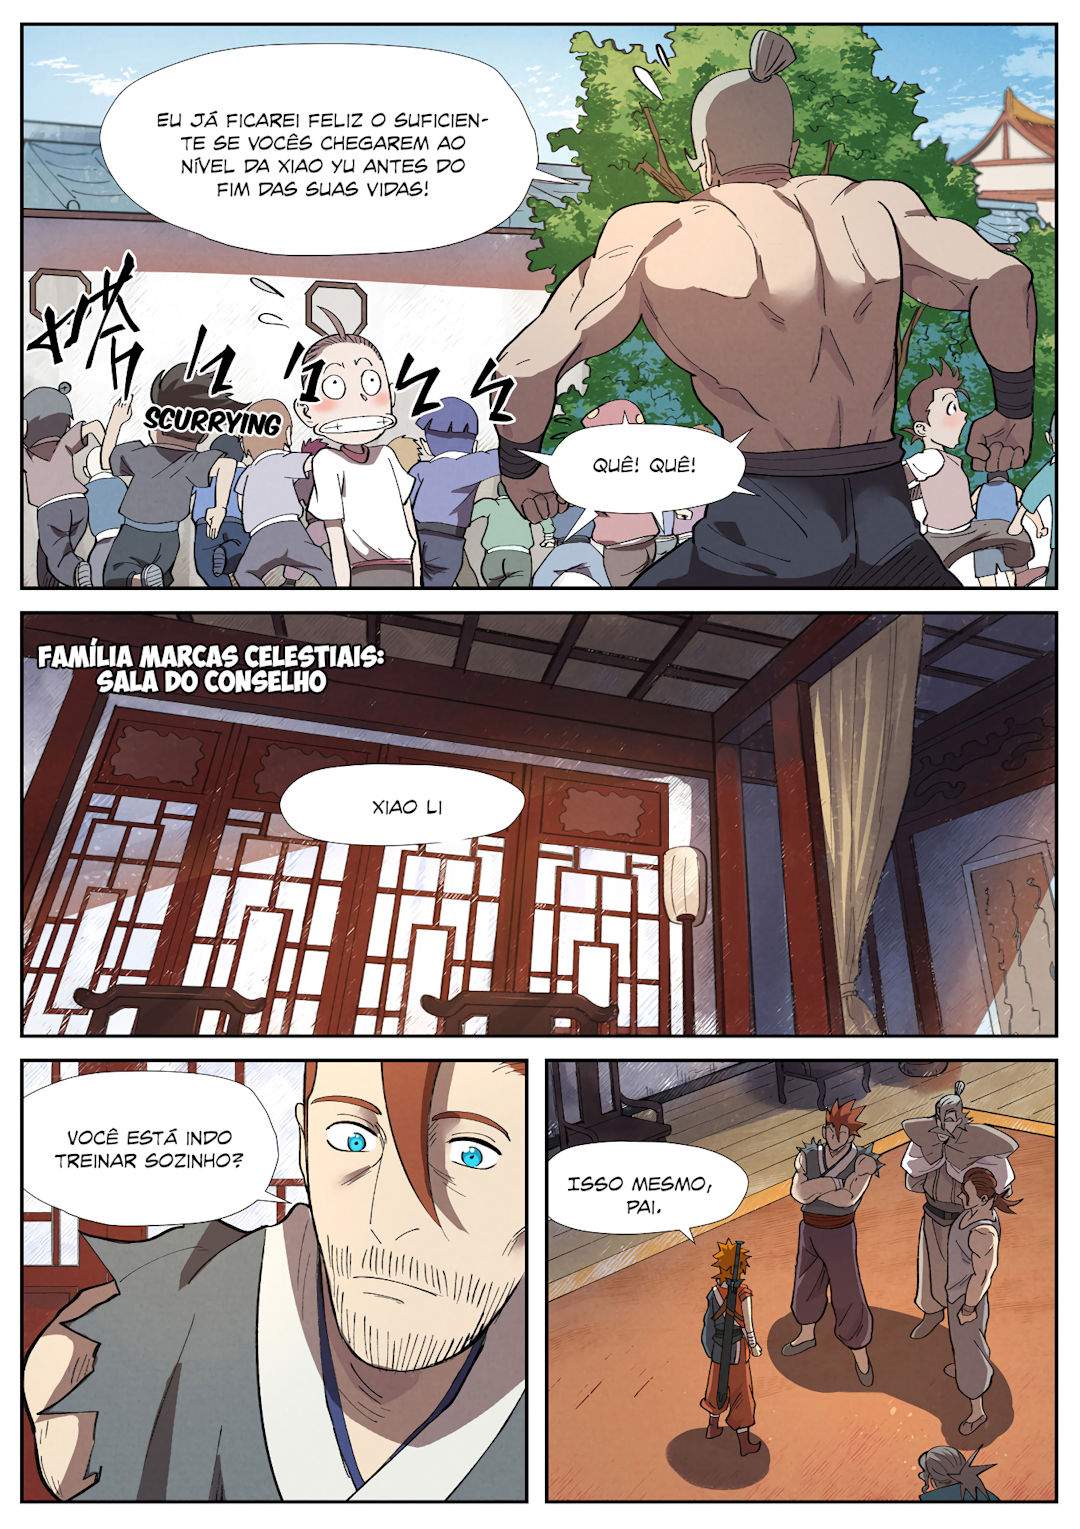 EU JÁ FICAREI FELIZ O SUFICIEN-
TE SE VOCÊS CHEGAREM AO
NÍVEL DA XIAO YU ANTES DO
FIM DAS SUAS VIDAS!
SCURRYING
QUÊ! QUÊ!
FAMÍLIA MARCAS CELESTIAIS:
SALA DO CONSELHO
XIAO LI
VOCÊ ESTÁ INDO
TREINAR SOZINHO?
ISSO MESMO,
PAI.